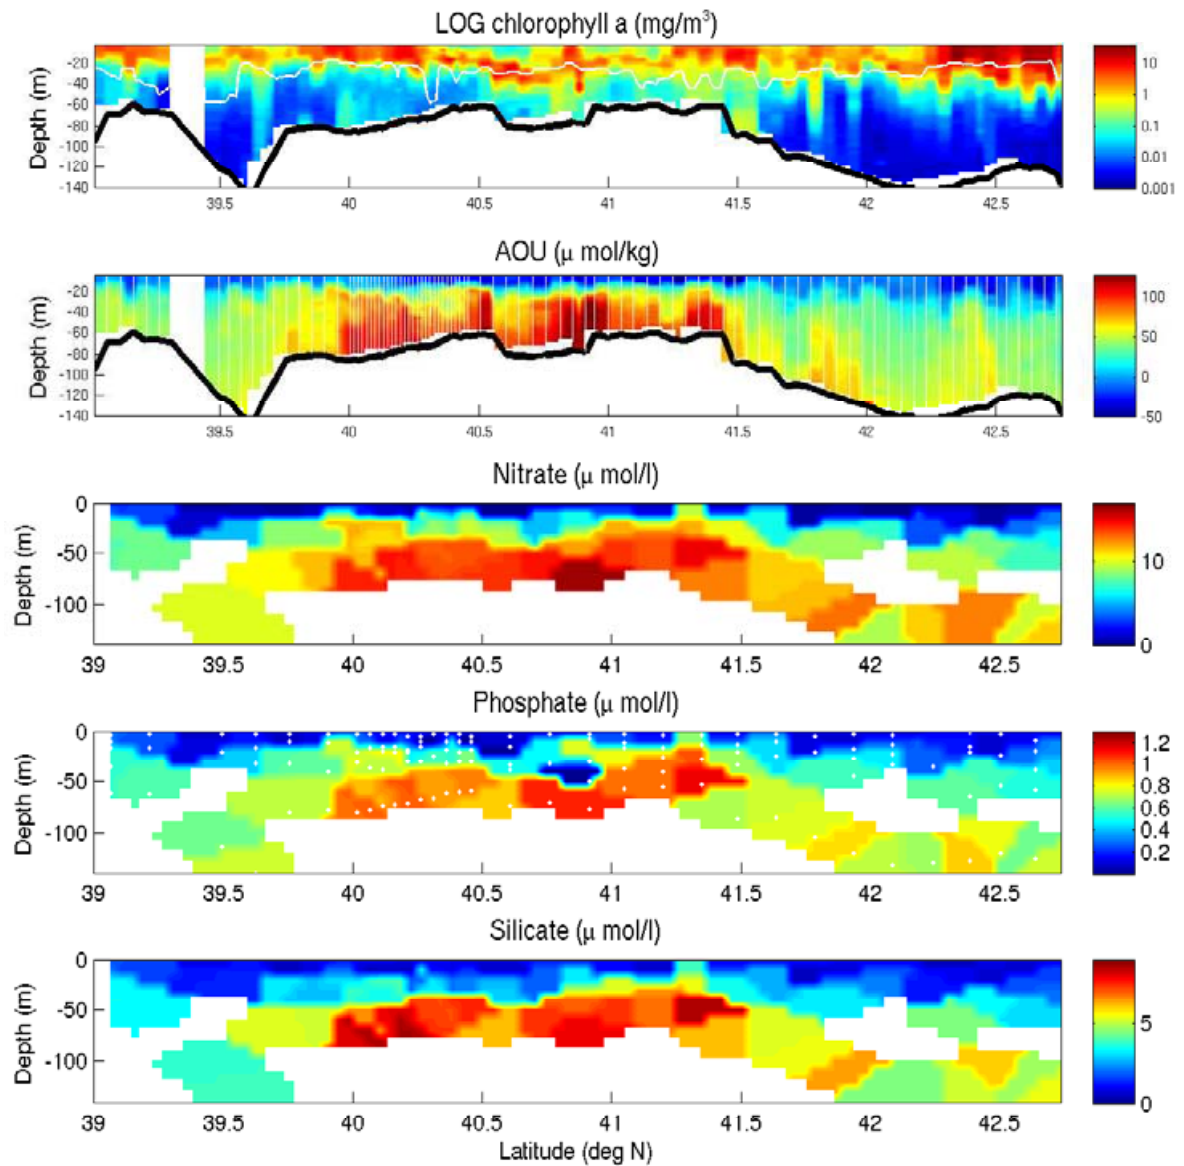 LOG chlorophyll a (mg/m³)
Depth (m)
-20
-40
-60
-80
-100
-120
-140
39.5 40 40.5 41 41.5 42 42.5
10
1
0.1
0.01
0.001
AOU (μ mol/kg)
Depth (m)
-20
-40
-60
-80
-100
-120
-140
39.5 40 40.5 41 41.5 42 42.5
100
50
0
-50
Nitrate (μ mol/l)
Depth (m)
0
-50
-100
39 39.5 40 40.5 41 41.5 42 42.5
10
0
Phosphate (μ mol/l)
Depth (m)
0
-50
-100
39 39.5 40 40.5 41 41.5 42 42.5
1.2
1
0.8
0.6
0.4
0.2
Silicate (μ mol/l)
Depth (m)
0
-50
-100
39 39.5 40 40.5 41 41.5 42 42.5
5
0
Latitude (deg N)